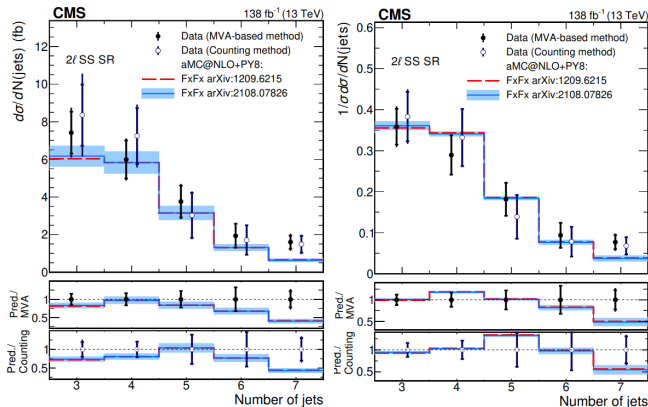 CMS 138 fb⁻¹ (13 TeV)
dσ/dN(jets) (fb)
12
10
8
6
4
2
0
2ℓ SS SR
Data (MVA-based method)
Data (Counting method)
aMC@NLO+PY8:
FxFx arXiv:1209.6215
FxFx arXiv:2108.07826
Pred./
MVA
1
0.5
Pred./
Counting
1
0.5
3 4 5 6 7
Number of jets
CMS 138 fb⁻¹ (13 TeV)
1/σ dσ/dN(jets)
0.6
0.5
0.4
0.3
0.2
0.1
0.0
2ℓ SS SR
Data (MVA-based method)
Data (Counting method)
aMC@NLO+PY8:
FxFx arXiv:1209.6215
FxFx arXiv:2108.07826
Pred./
MVA
1
0.5
Pred./
Counting
1
0.5
3 4 5 6 7
Number of jets